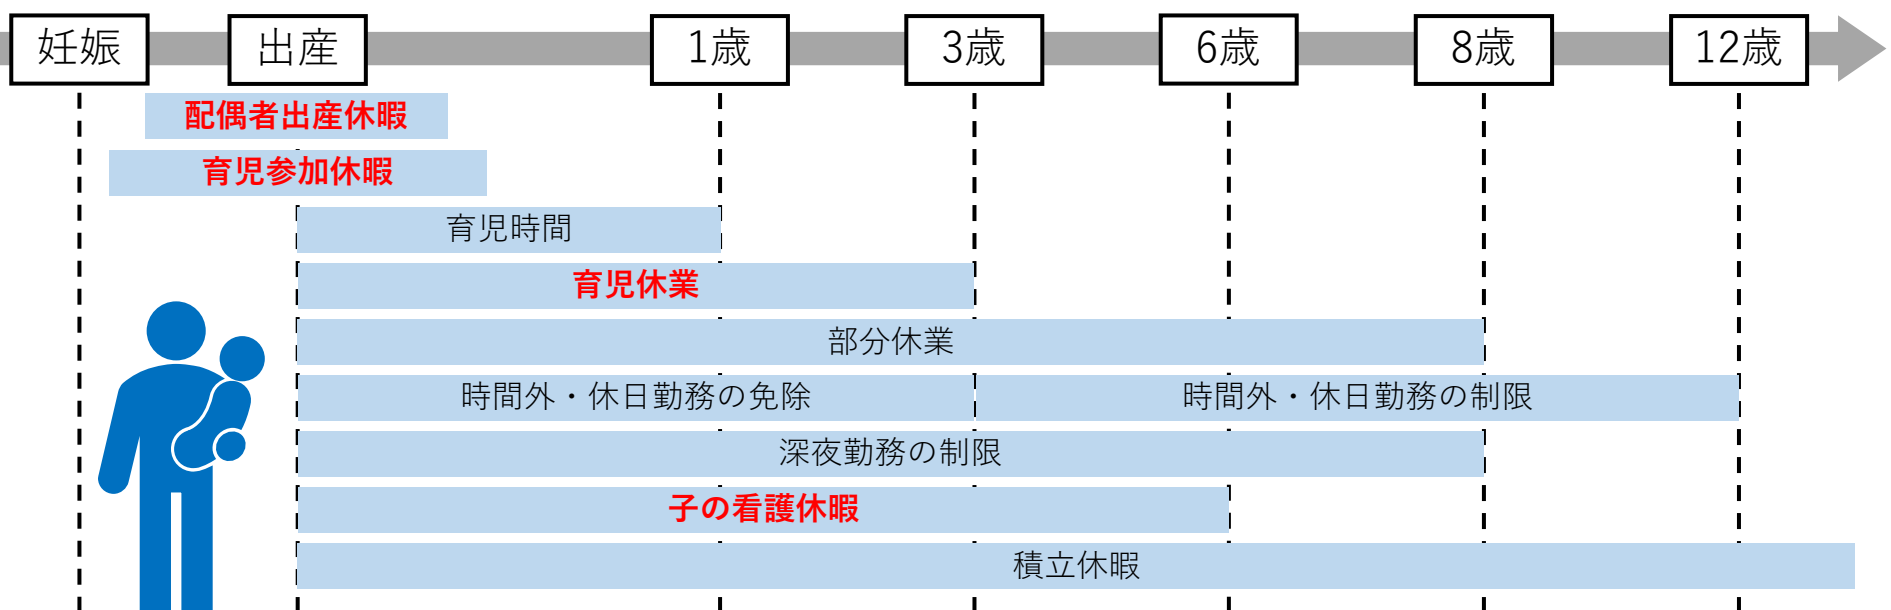 妊娠
出産
1歳
3歳
6歳
8歳
12歳
配偶者出産休暇
育児参加休暇
育児時間
育児休業
部分休業
時間外・休日勤務の免除
時間外・休日勤務の制限
深夜勤務の制限
子の看護休暇
積立休暇